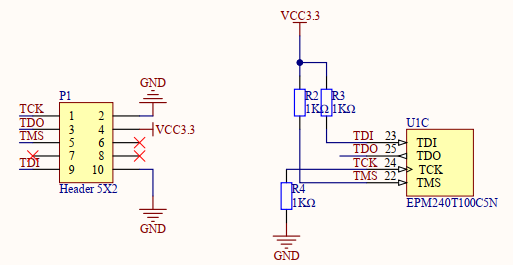 VCC3.3
GND
P1
TCK 1 2
TDO 3 4 VCC3.3
TMS 5 6
7 8
TDI 9 10
Header 5X2
GND
R2 R3
1KΩ 1KΩ
U1C
TDI 23 TDI
TDO 25 TDO
TCK 24 TCK
TMS 22 TMS
R4
1KΩ
EPM240T100C5N
GND